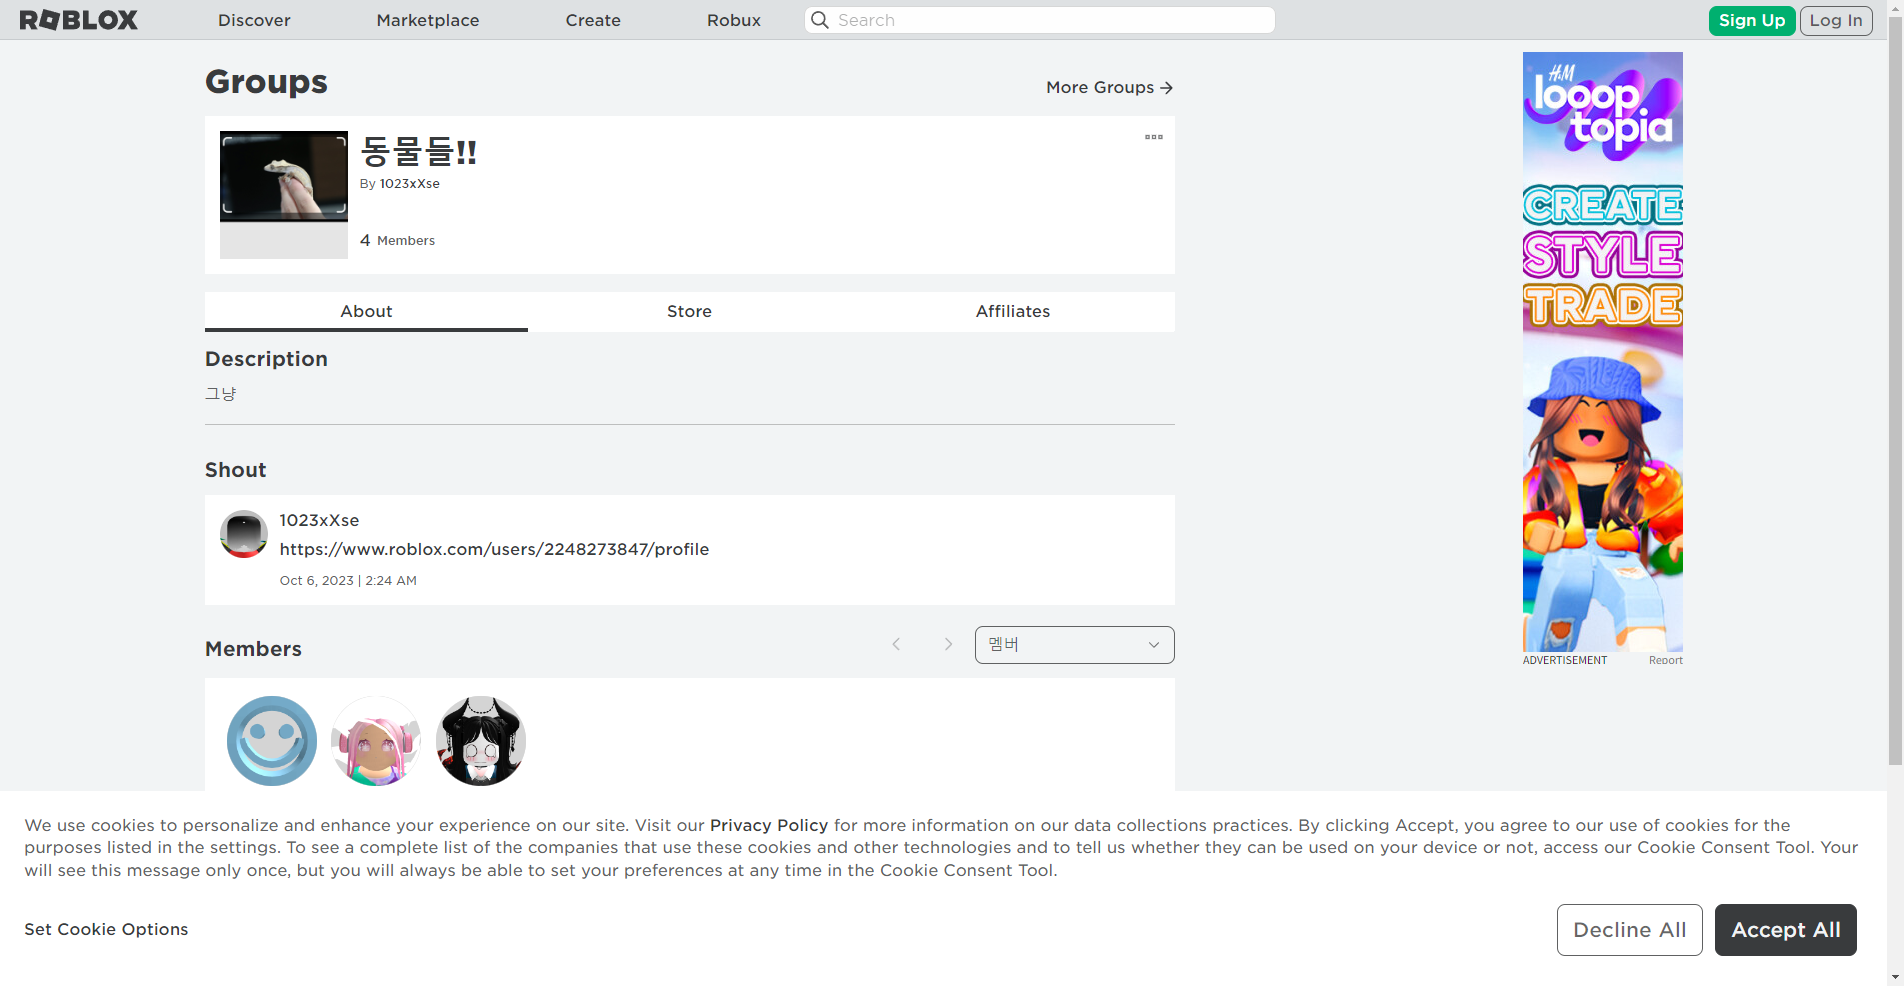 ROBLOX
Discover
Marketplace
Create
Robux
Search
Sign Up
Log In
Groups
More Groups
동물들!!
By 1023xXse
4 Members
About
Store
Affiliates
Description
그냥
Shout
1023xXse
https://www.roblox.com/users/2248273847/profile
Oct 6, 2023 | 2:24 AM
Members
멤버
H&M
looop
topia
CREATE
STYLE
TRADE
ADVERTISEMENT
Report
We use cookies to personalize and enhance your experience on our site. Visit our Privacy Policy for more information on our data collections practices. By clicking Accept, you agree to our use of cookies for the
purposes listed in the settings. To see a complete list of the companies that use these cookies and other technologies and to tell us whether they can be used on your device or not, access our Cookie Consent Tool. Your
will see this message only once, but you will always be able to set your preferences at any time in the Cookie Consent Tool.
Set Cookie Options
Decline All
Accept All